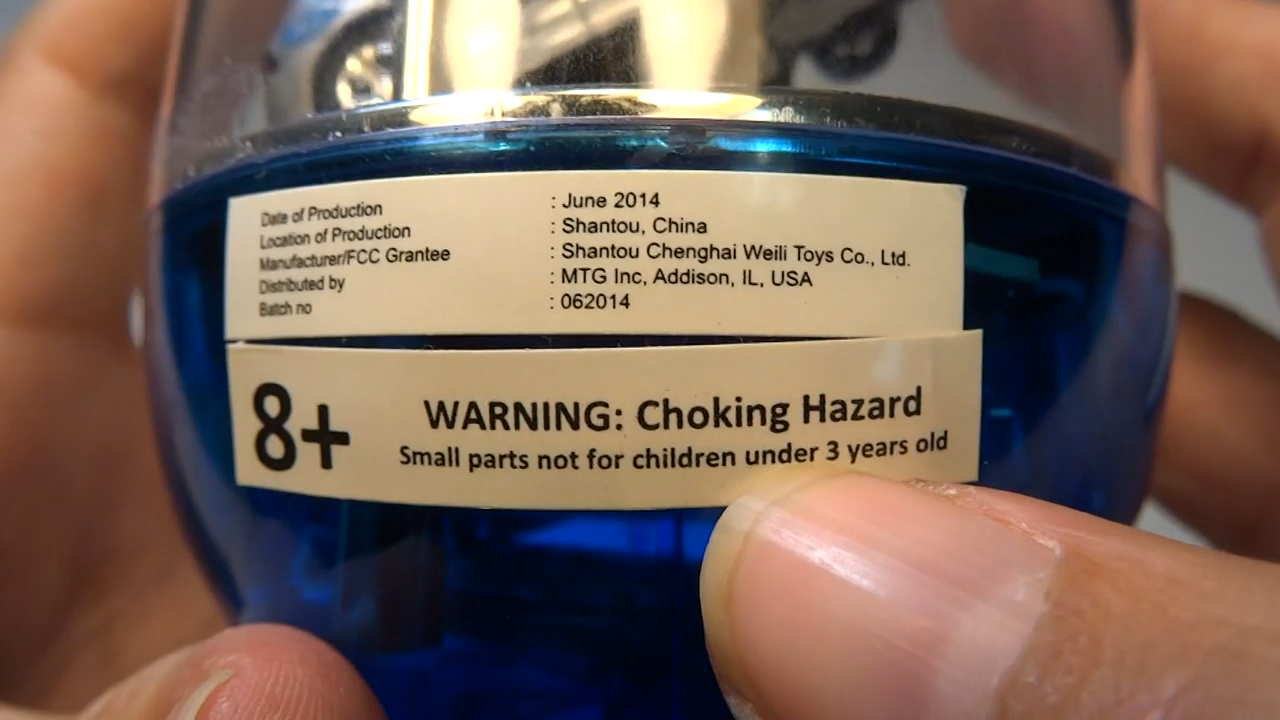 Date of Production : June 2014
Location of Production : Shantou, China
Manufacturer/FCC Grantee : Shantou Chenghai Weili Toys Co., Ltd.
Distributed by : MTG Inc, Addison, IL, USA
Batch no : 062014
8+ WARNING: Choking Hazard
Small parts not for children under 3 years old